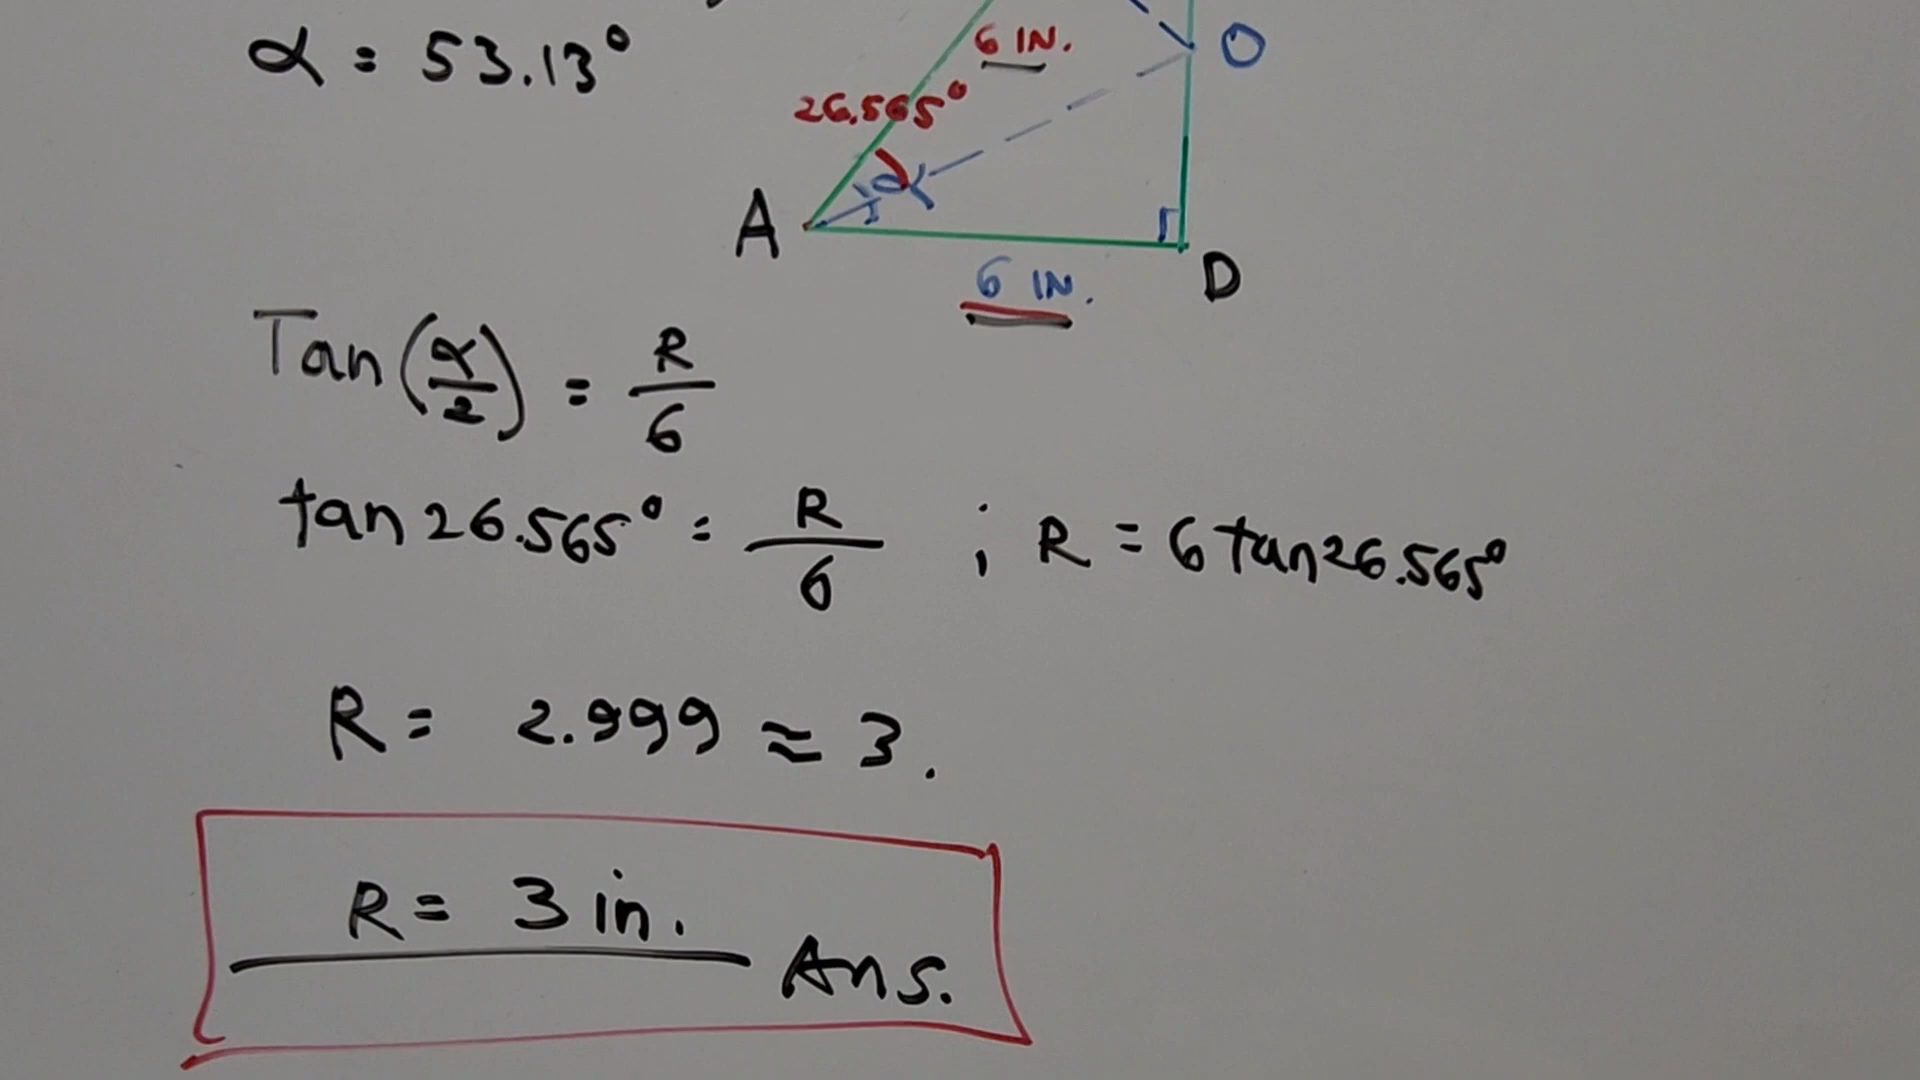 α = 53.13°
6 IN.
O
26.565°
α
A
6 IN.
D
Tan(α/2) = R/6
tan 26.565° = R/6 ; R = 6 tan 26.565°
R = 2.999 ≈ 3.
R = 3 in.
Ans.